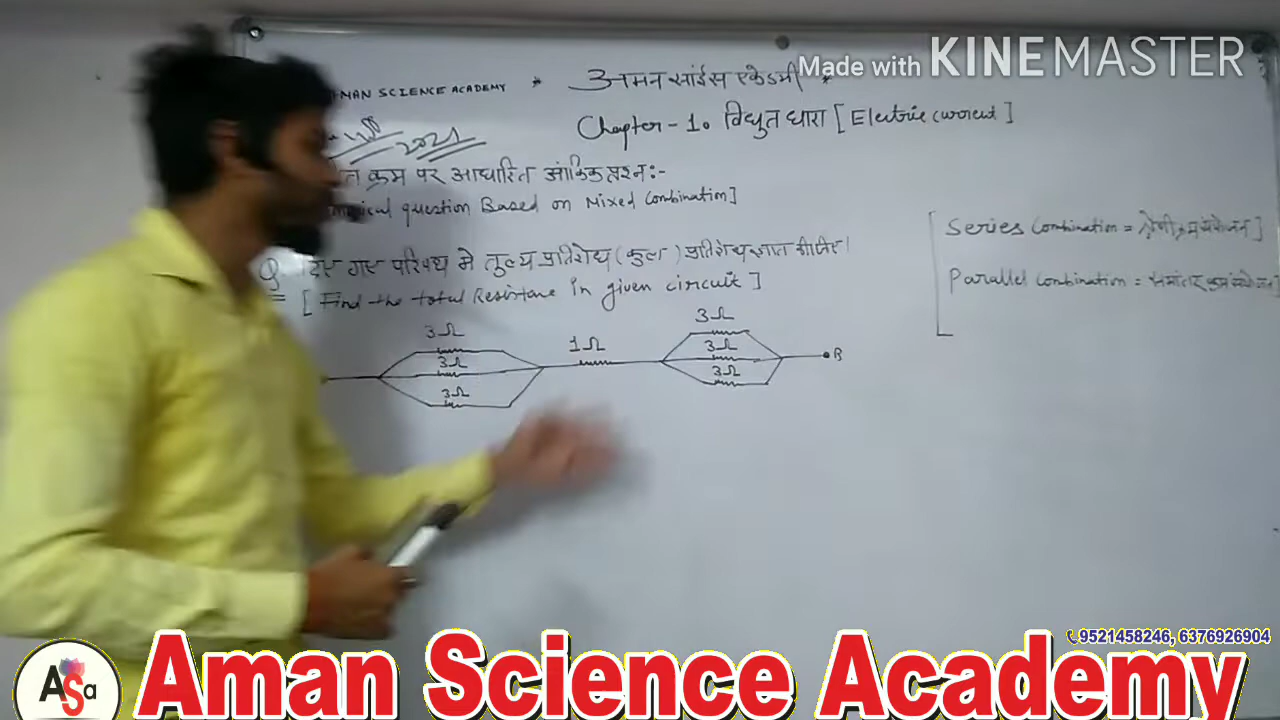 Made with KINEMASTER
MAN SCIENCE ACADEMY * अमन साइंस एकेडमी *
Chapter - 10 विद्युत धारा [Electric current]
2021
क्रम पर आधारित आंकिक प्रश्न:-
question Based on Mixed Combination]
Q दिए गए परिपथ मे तुल्य प्रतिरोध (कुल) प्रतिरोध ज्ञात कीजिए।
[Find the total Resistance In given circuit]
[Series Combination = श्रेणीक्रम संयोजन]
Parallel Combination = समांतर क्रम संयोजन]
3Ω
3Ω
3Ω
1Ω
3Ω
3Ω
3Ω
B
9521458246, 6376926904
ASa
Aman Science Academy